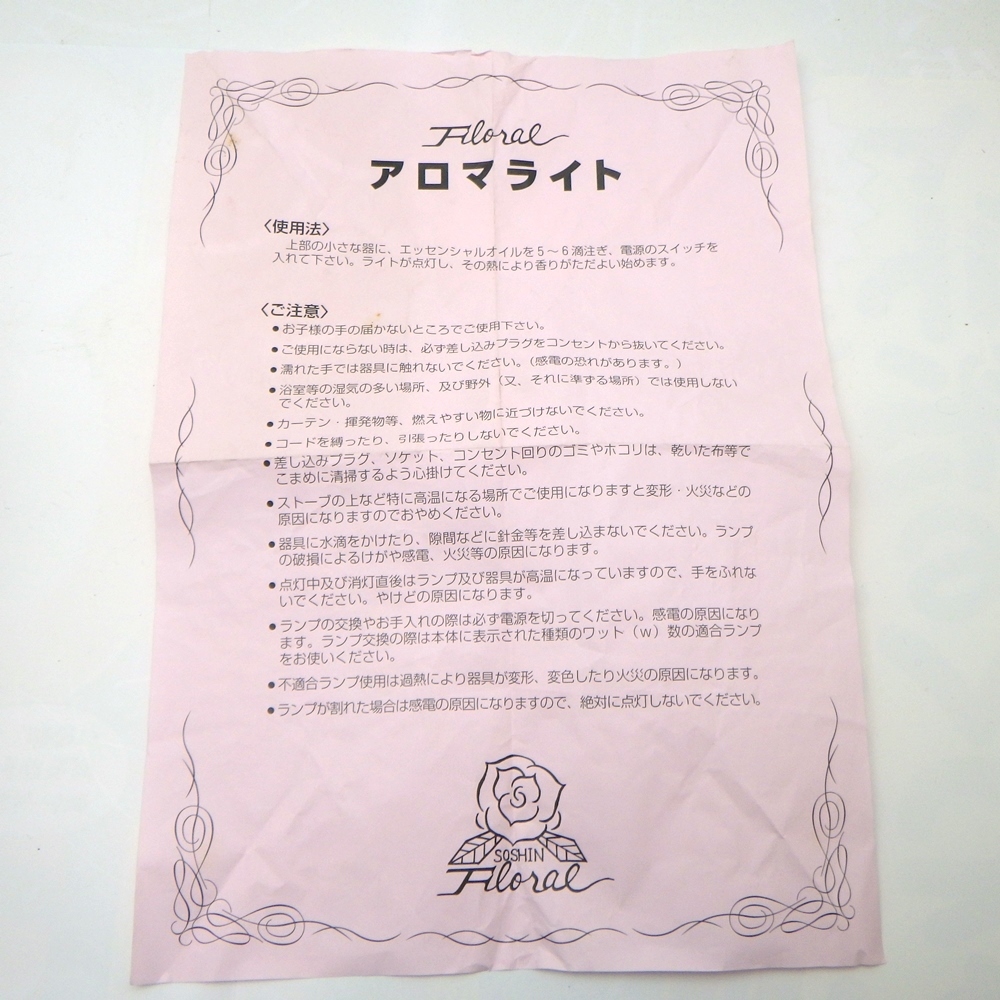 Floral
アロマライト
〈使用法〉
上部の小さな器に、エッセンシャルオイルを5～6滴注ぎ、電源のスイッチを
入れて下さい。ライトが点灯し、その熱により香りがただよい始めます。
〈ご注意〉
●お子様の手の届かないところでご使用下さい。
●ご使用にならない時は、必ず差し込みプラグをコンセントから抜いてください。
●濡れた手では器具に触れないでください。(感電の恐れがあります。)
●浴室等の湿気の多い場所、及び野外（又、それに準ずる場所）では使用しない
でください。
●カーテン・揮発物等、燃えやすい物に近づけないでください。
●コードを縛ったり、引張ったりしないでください。
●差し込みプラグ、ソケット、コンセント回りのゴミやホコリは、乾いた布等で
こまめに清掃するよう心掛けてください。
●ストーブの上など特に高温になる場所でご使用になりますと変形・火災などの
原因になりますのでおやめください。
●器具に水滴をかけたり、隙間などに針金等を差し込まないでください。ランプ
の破損によるけがや感電、火災等の原因になります。
●点灯中及び消灯直後はランプ及び器具が高温になっていますので、手をふれな
いでください。やけどの原因になります。
●ランプの交換やお手入れの際は必ず電源を切ってください。感電の原因になり
ます。ランプ交換の際は本体に表示された種類のワット（w）数の適合ランプ
をお使いください。
●不適合ランプ使用は過熱により器具が変形、変色したり火災の原因になります。
●ランプが割れた場合は感電の原因になりますので、絶対に点灯しないでください。
SOSHIN
Floral